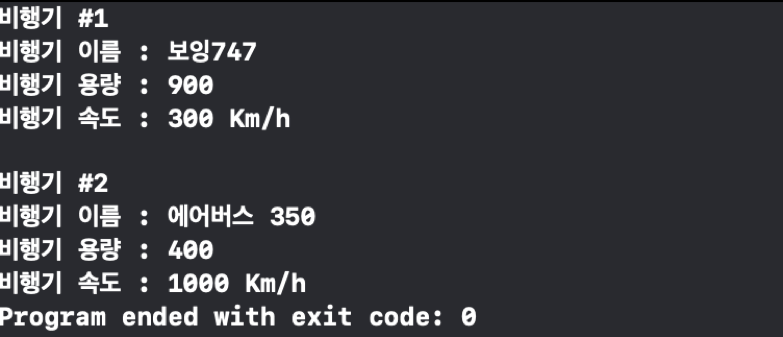 비행기 #1
비행기 이름 : 보잉747
비행기 용량 : 900
비행기 속도 : 300 Km/h
비행기 #2
비행기 이름 : 에어버스 350
비행기 용량 : 400
비행기 속도 : 1000 Km/h
Program ended with exit code: 0